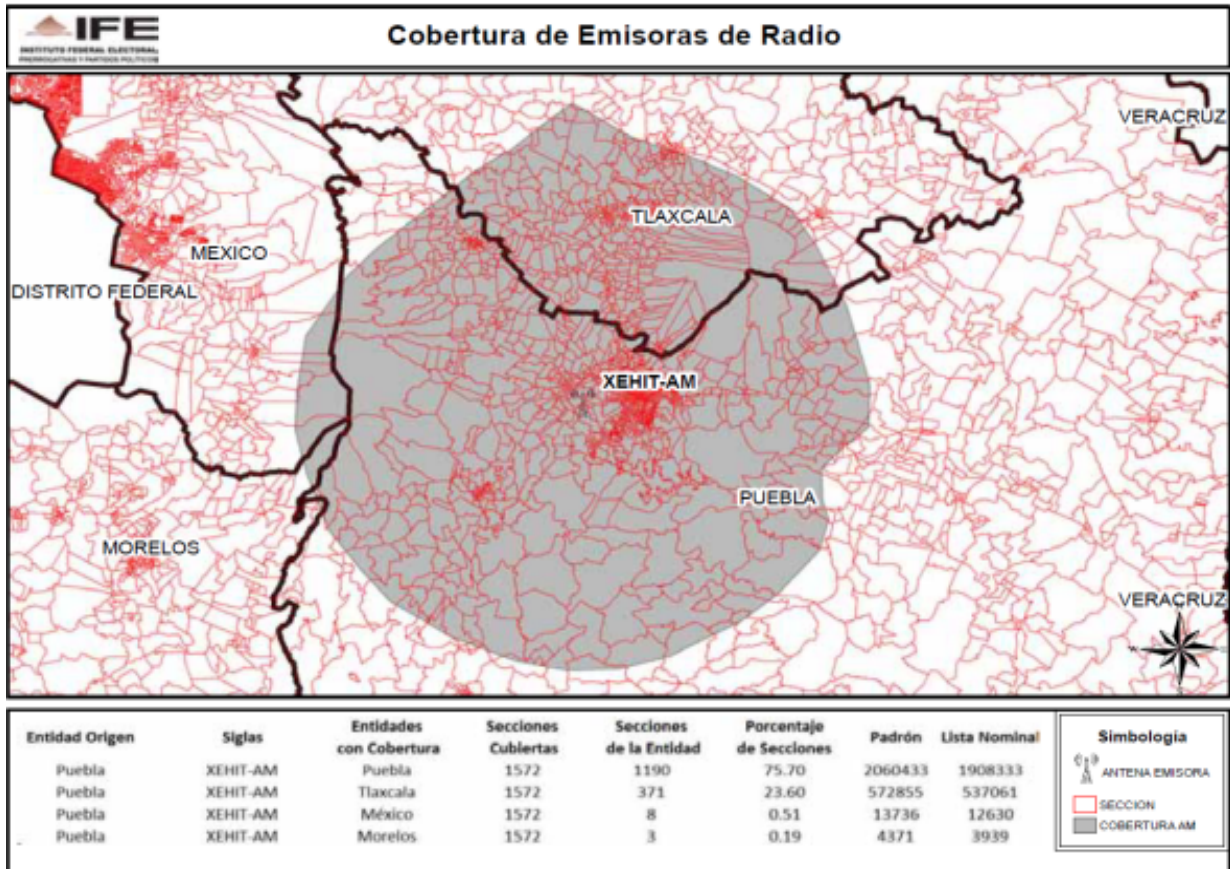 IFE
INSTITUTO FEDERAL ELECTORAL
PRERROGATIVAS Y PARTIDOS POLÍTICOS
Cobertura de Emisoras de Radio
VERACRUZ
TLAXCALA
MEXICO
DISTRITO FEDERAL
XEHIT-AM
PUEBLA
MORELOS
VERACRUZ
Entidad Origen Siglas Entidades con Cobertura Secciones Cubiertas Secciones de la Entidad Porcentaje de Secciones Padrón Lista Nominal
Puebla XEHIT-AM Puebla 1572 1190 75.70 2060433 1908333
Puebla XEHIT-AM Tlaxcala 1572 371 23.60 572855 537061
Puebla XEHIT-AM México 1572 8 0.51 13736 12630
Puebla XEHIT-AM Morelos 1572 3 0.19 4371 3939
Simbología
ANTENA EMISORA
SECCION
COBERTURA AM